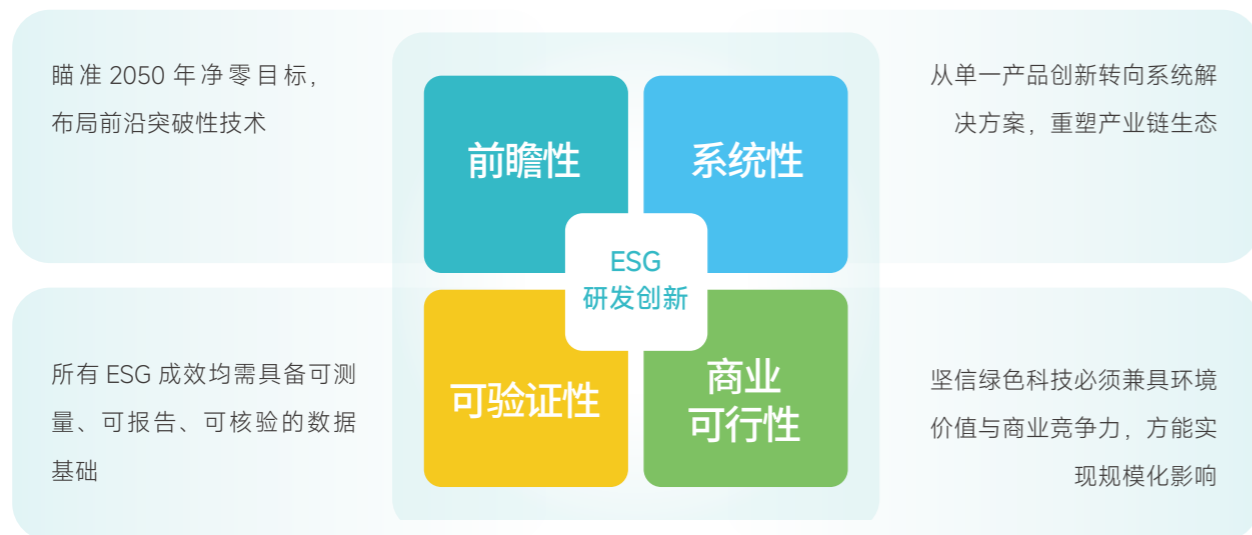 瞄准 2050 年净零目标，
布局前沿突破性技术
前瞻性
系统性
从单一产品创新转向系统解
决方案，重塑产业链生态
ESG
研发创新
所有 ESG 成效均需具备可测
量、可报告、可核验的数据
基础
可验证性
商业
可行性
坚信绿色科技必须兼具环境
价值与商业竞争力，方能实
现规模化影响